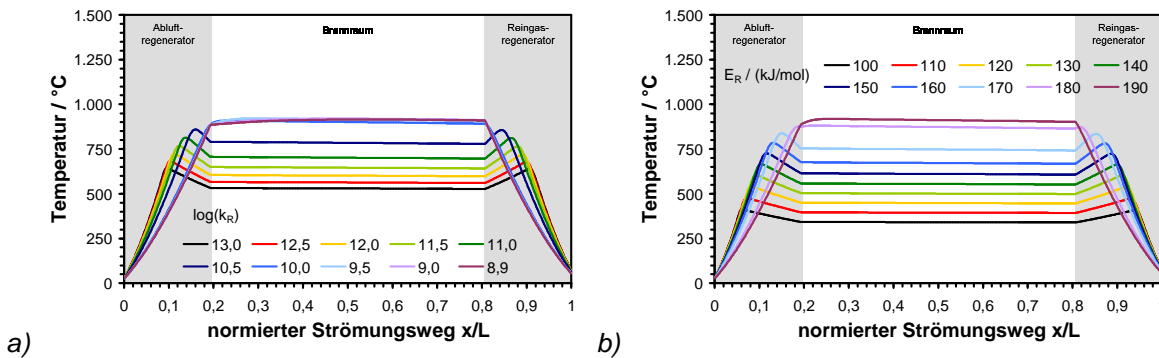 1.500
1.250
1.000
750
500
250
0
Temperatur / °C
Abluft-
regenerator
Brennraum
Reingas-
regenerator
log(k_R)
13,0 12,5 12,0 11,5 11,0
10,5 10,0 9,5 9,0 8,9
0 0,1 0,2 0,3 0,4 0,5 0,6 0,7 0,8 0,9 1
normierter Strömungsweg x/L
a)
1.500
1.250
1.000
750
500
250
0
Temperatur / °C
Abluft-
regenerator
Brennraum
Reingas-
regenerator
E_R / (kJ/mol)
100 110 120 130 140
150 160 170 180 190
0 0,1 0,2 0,3 0,4 0,5 0,6 0,7 0,8 0,9
normierter Strömungsweg x/L
b)